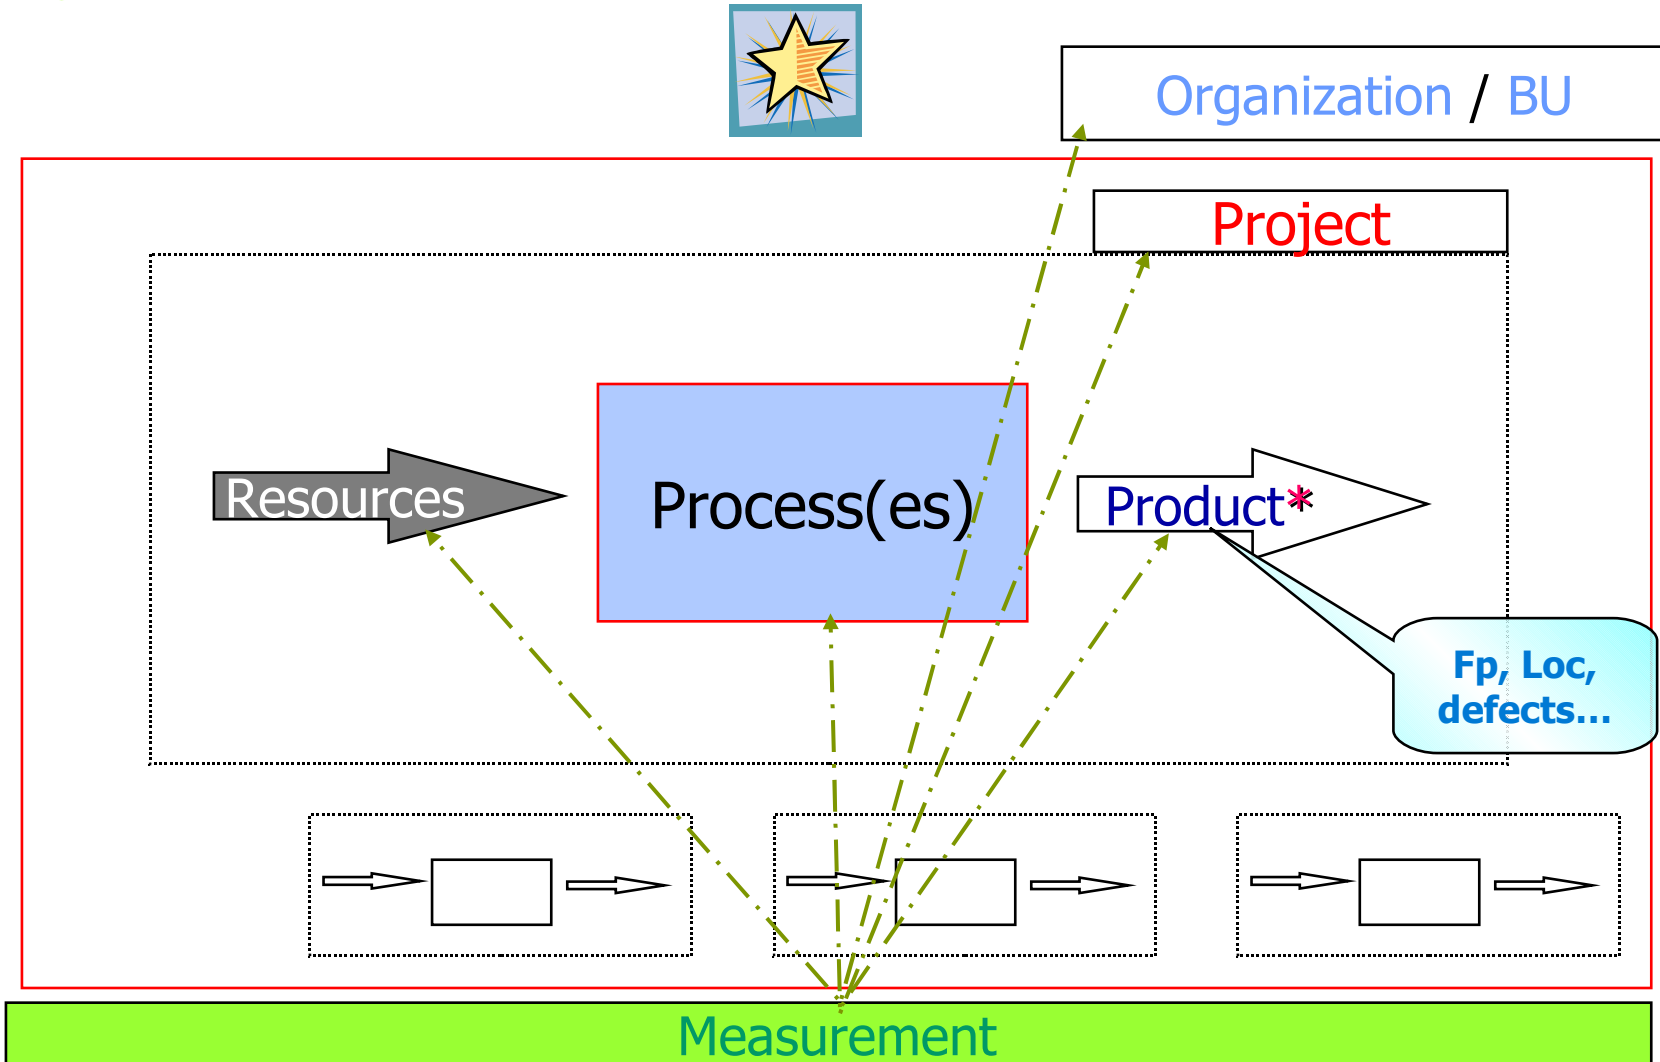 Organization / BU
Project
Resources
Process(es)
Product*
Fp, Loc,
defects...
Measurement